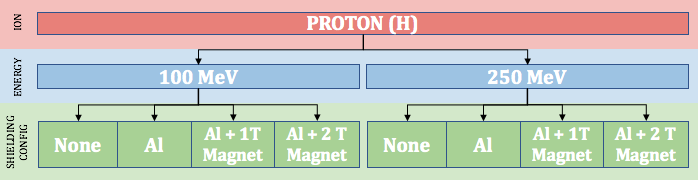 ION
PROTON (H)
ENERGY
100 MeV
250 MeV
SHIELDING
CONFIG
None
Al
Al + 1T
Magnet
Al + 2 T
Magnet
None
Al
Al + 1T
Magnet
Al + 2 T
Magnet